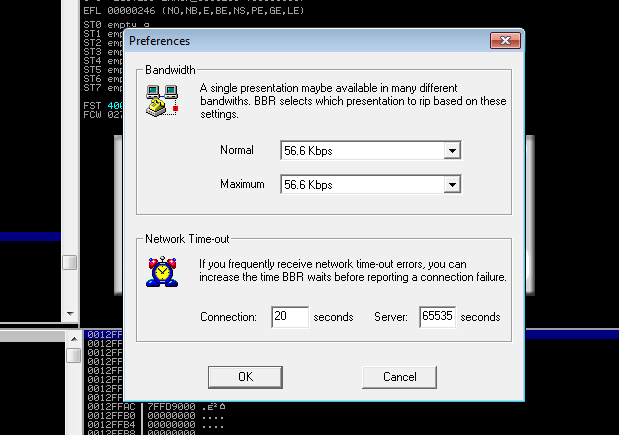 EFL 00000246 (NO,NB,E,BE,NS,PE,GE,LE)
ST0 empty g
ST1 emp
ST2 emp
ST3 emp
ST4 emp
ST5 emp
ST6 emp
ST7 emp
FST 400
FCW 027
Preferences
Bandwidth
A single presentation maybe available in many different
bandwiths. BBR selects which presentation to rip based on these
settings.
Normal 56.6 Kbps
Maximum 56.6 Kbps
Network Time-out
If you frequently receive network time-out errors, you can
increase the time BBR waits before reporting a connection failure.
Connection: 20 seconds Server: 65535 seconds
OK Cancel
0012FF
0012FF
0012FF
0012FF
0012FF
0012FF
0012FF
0012FF
0012FFAC 7FFD9000
0012FFB0 00000000 ....
0012FFB4 00000000 ....
0012FFB8 00000000 ....